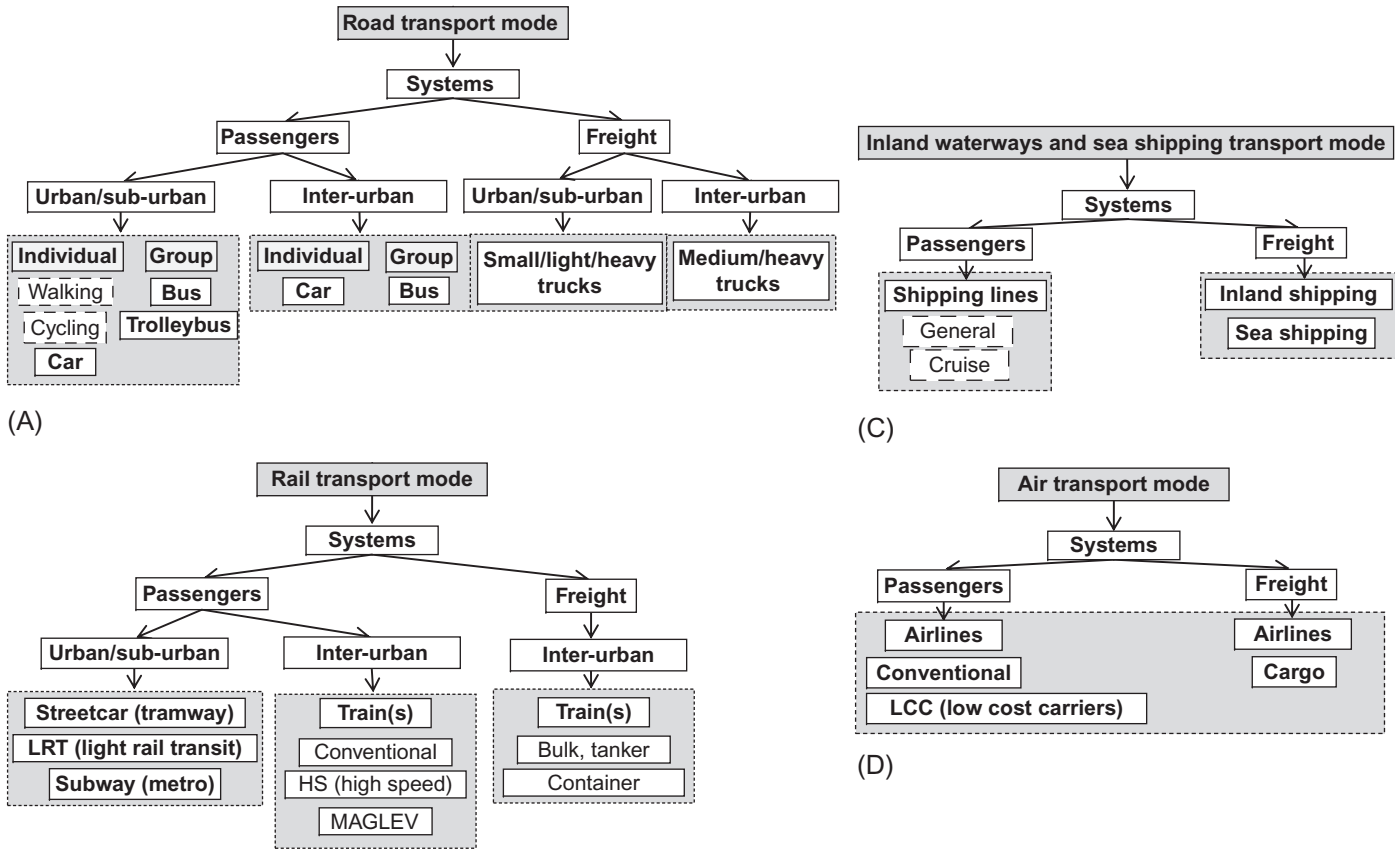 Road transport mode
Systems
Passengers
Freight
Urban/sub-urban
Inter-urban
Urban/sub-urban
Inter-urban
Individual
Group
Walking
Bus
Cycling
Trolleybus
Car
Individual
Group
Car
Bus
Small/light/heavy
trucks
Medium/heavy
trucks
(A)
Rail transport mode
Systems
Passengers
Freight
Urban/sub-urban
Inter-urban
Inter-urban
Streetcar (tramway)
LRT (light rail transit)
Subway (metro)
Train(s)
Conventional
HS (high speed)
MAGLEV
Train(s)
Bulk, tanker
Container
Inland waterways and sea shipping transport mode
Systems
Passengers
Freight
Shipping lines
General
Cruise
Inland shipping
Sea shipping
(C)
Air transport mode
Systems
Passengers
Freight
Airlines
Conventional
LCC (low cost carriers)
Airlines
Cargo
(D)